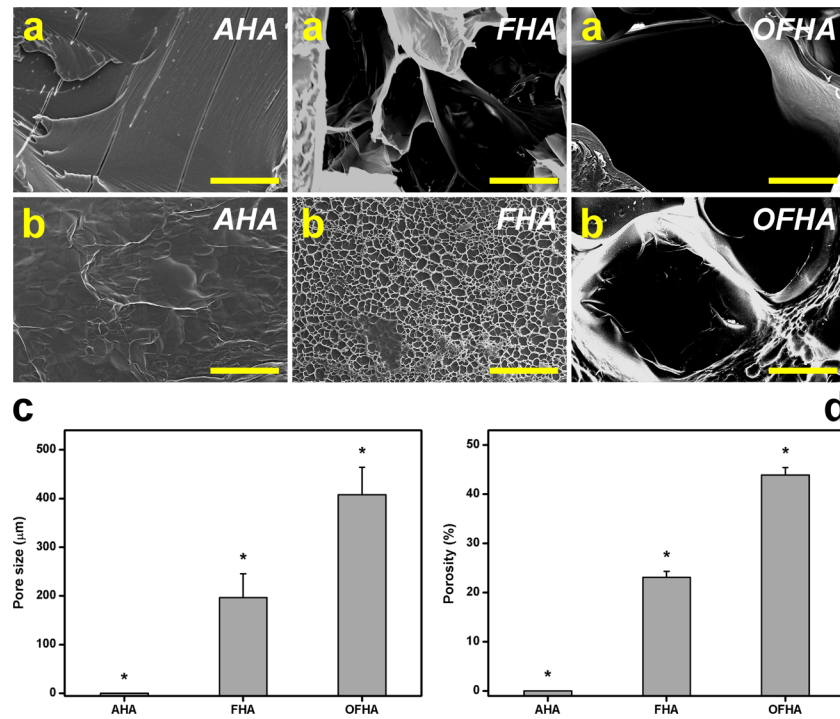 a AHA a FHA a OFHA
b AHA b FHA b OFHA
c d
500
400
300
200
100
0
Pore size (μm)
*
*
*
AHA FHA OFHA
50
40
30
20
10
0
Porosity (%)
*
*
*
AHA FHA OFHA